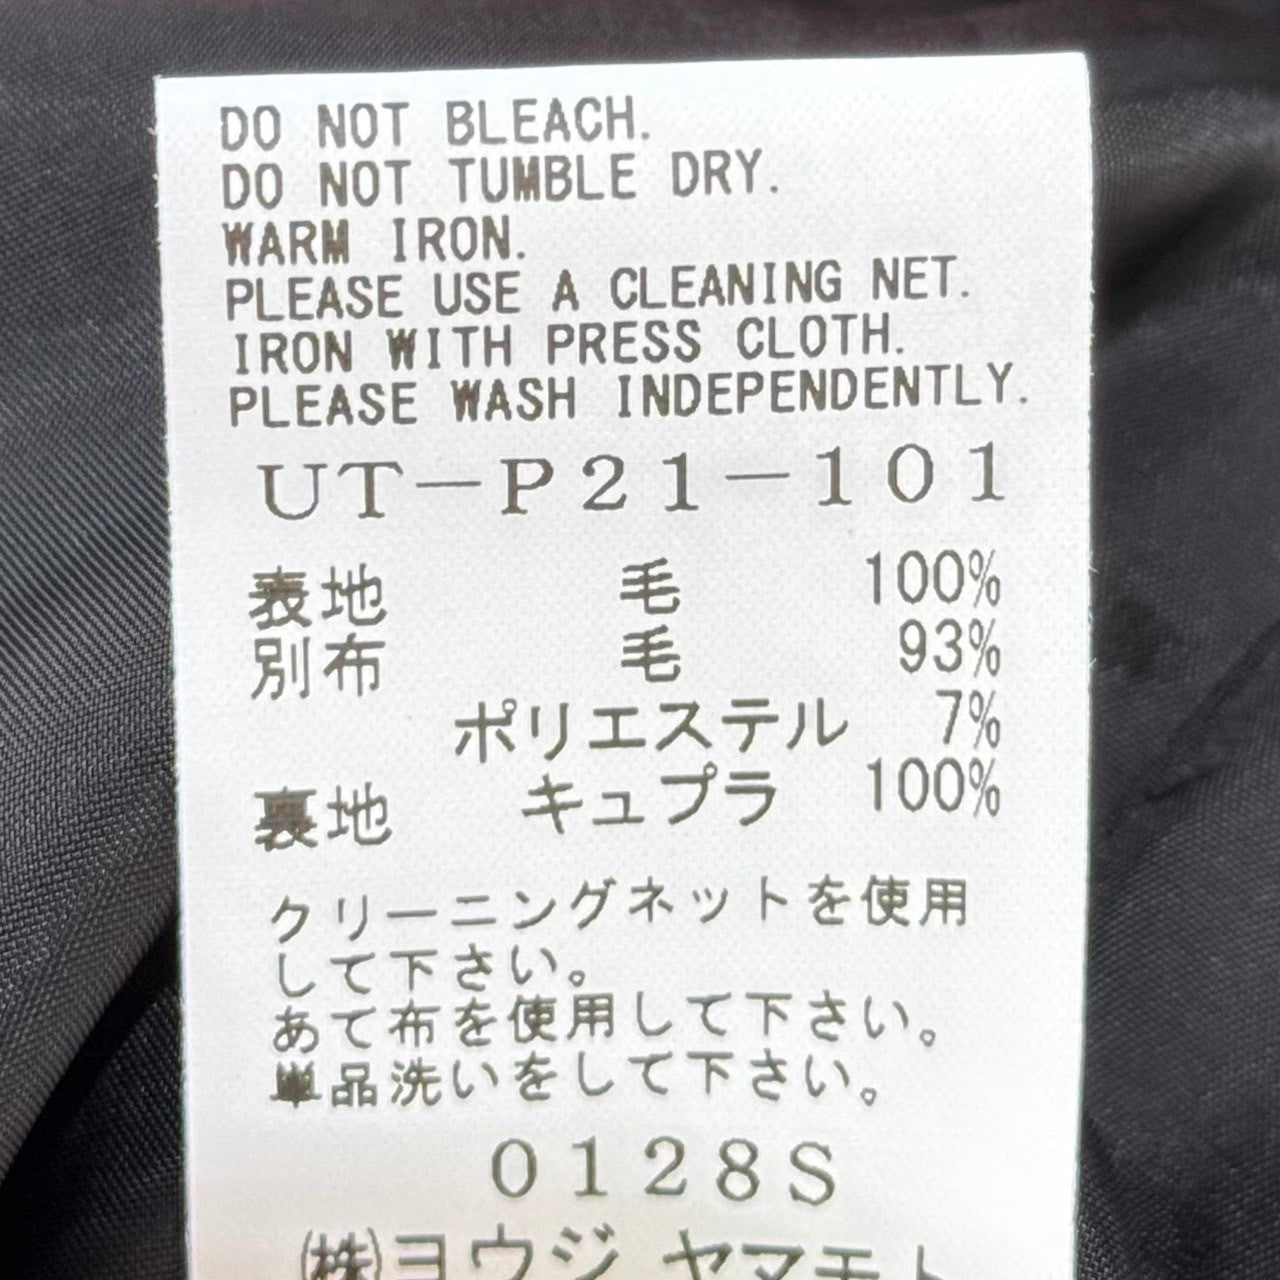 DO NOT BLEACH.
DO NOT TUMBLE DRY.
WARM IRON.
PLEASE USE A CLEANING NET.
IRON WITH PRESS CLOTH.
PLEASE WASH INDEPENDENTLY.
UT-P21-101
表地 毛 100%
別布 毛 93%
ポリエステル 7%
裏地 キュプラ 100%
クリーニングネットを使用
して下さい。
あて布を使用して下さい。
単品洗いをして下さい。
0128S
(株)ヨウジ ヤマモト